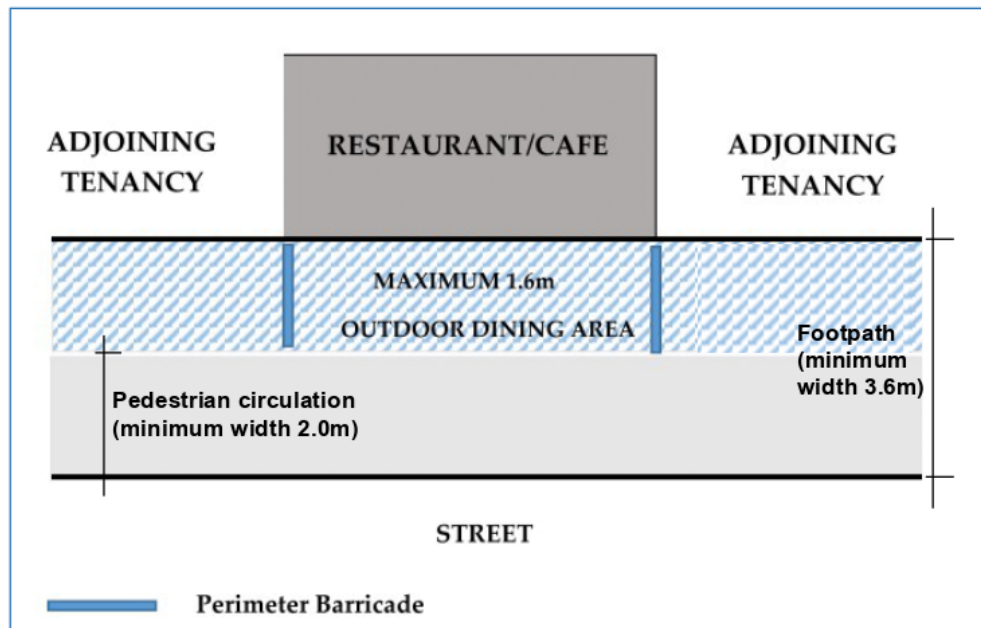 ADJOINING
TENANCY
RESTAURANT/CAFE
ADJOINING
TENANCY
MAXIMUM 1.6m
OUTDOOR DINING AREA
Footpath
(minimum
width 3.6m)
Pedestrian circulation
(minimum width 2.0m)
STREET
Perimeter Barricade